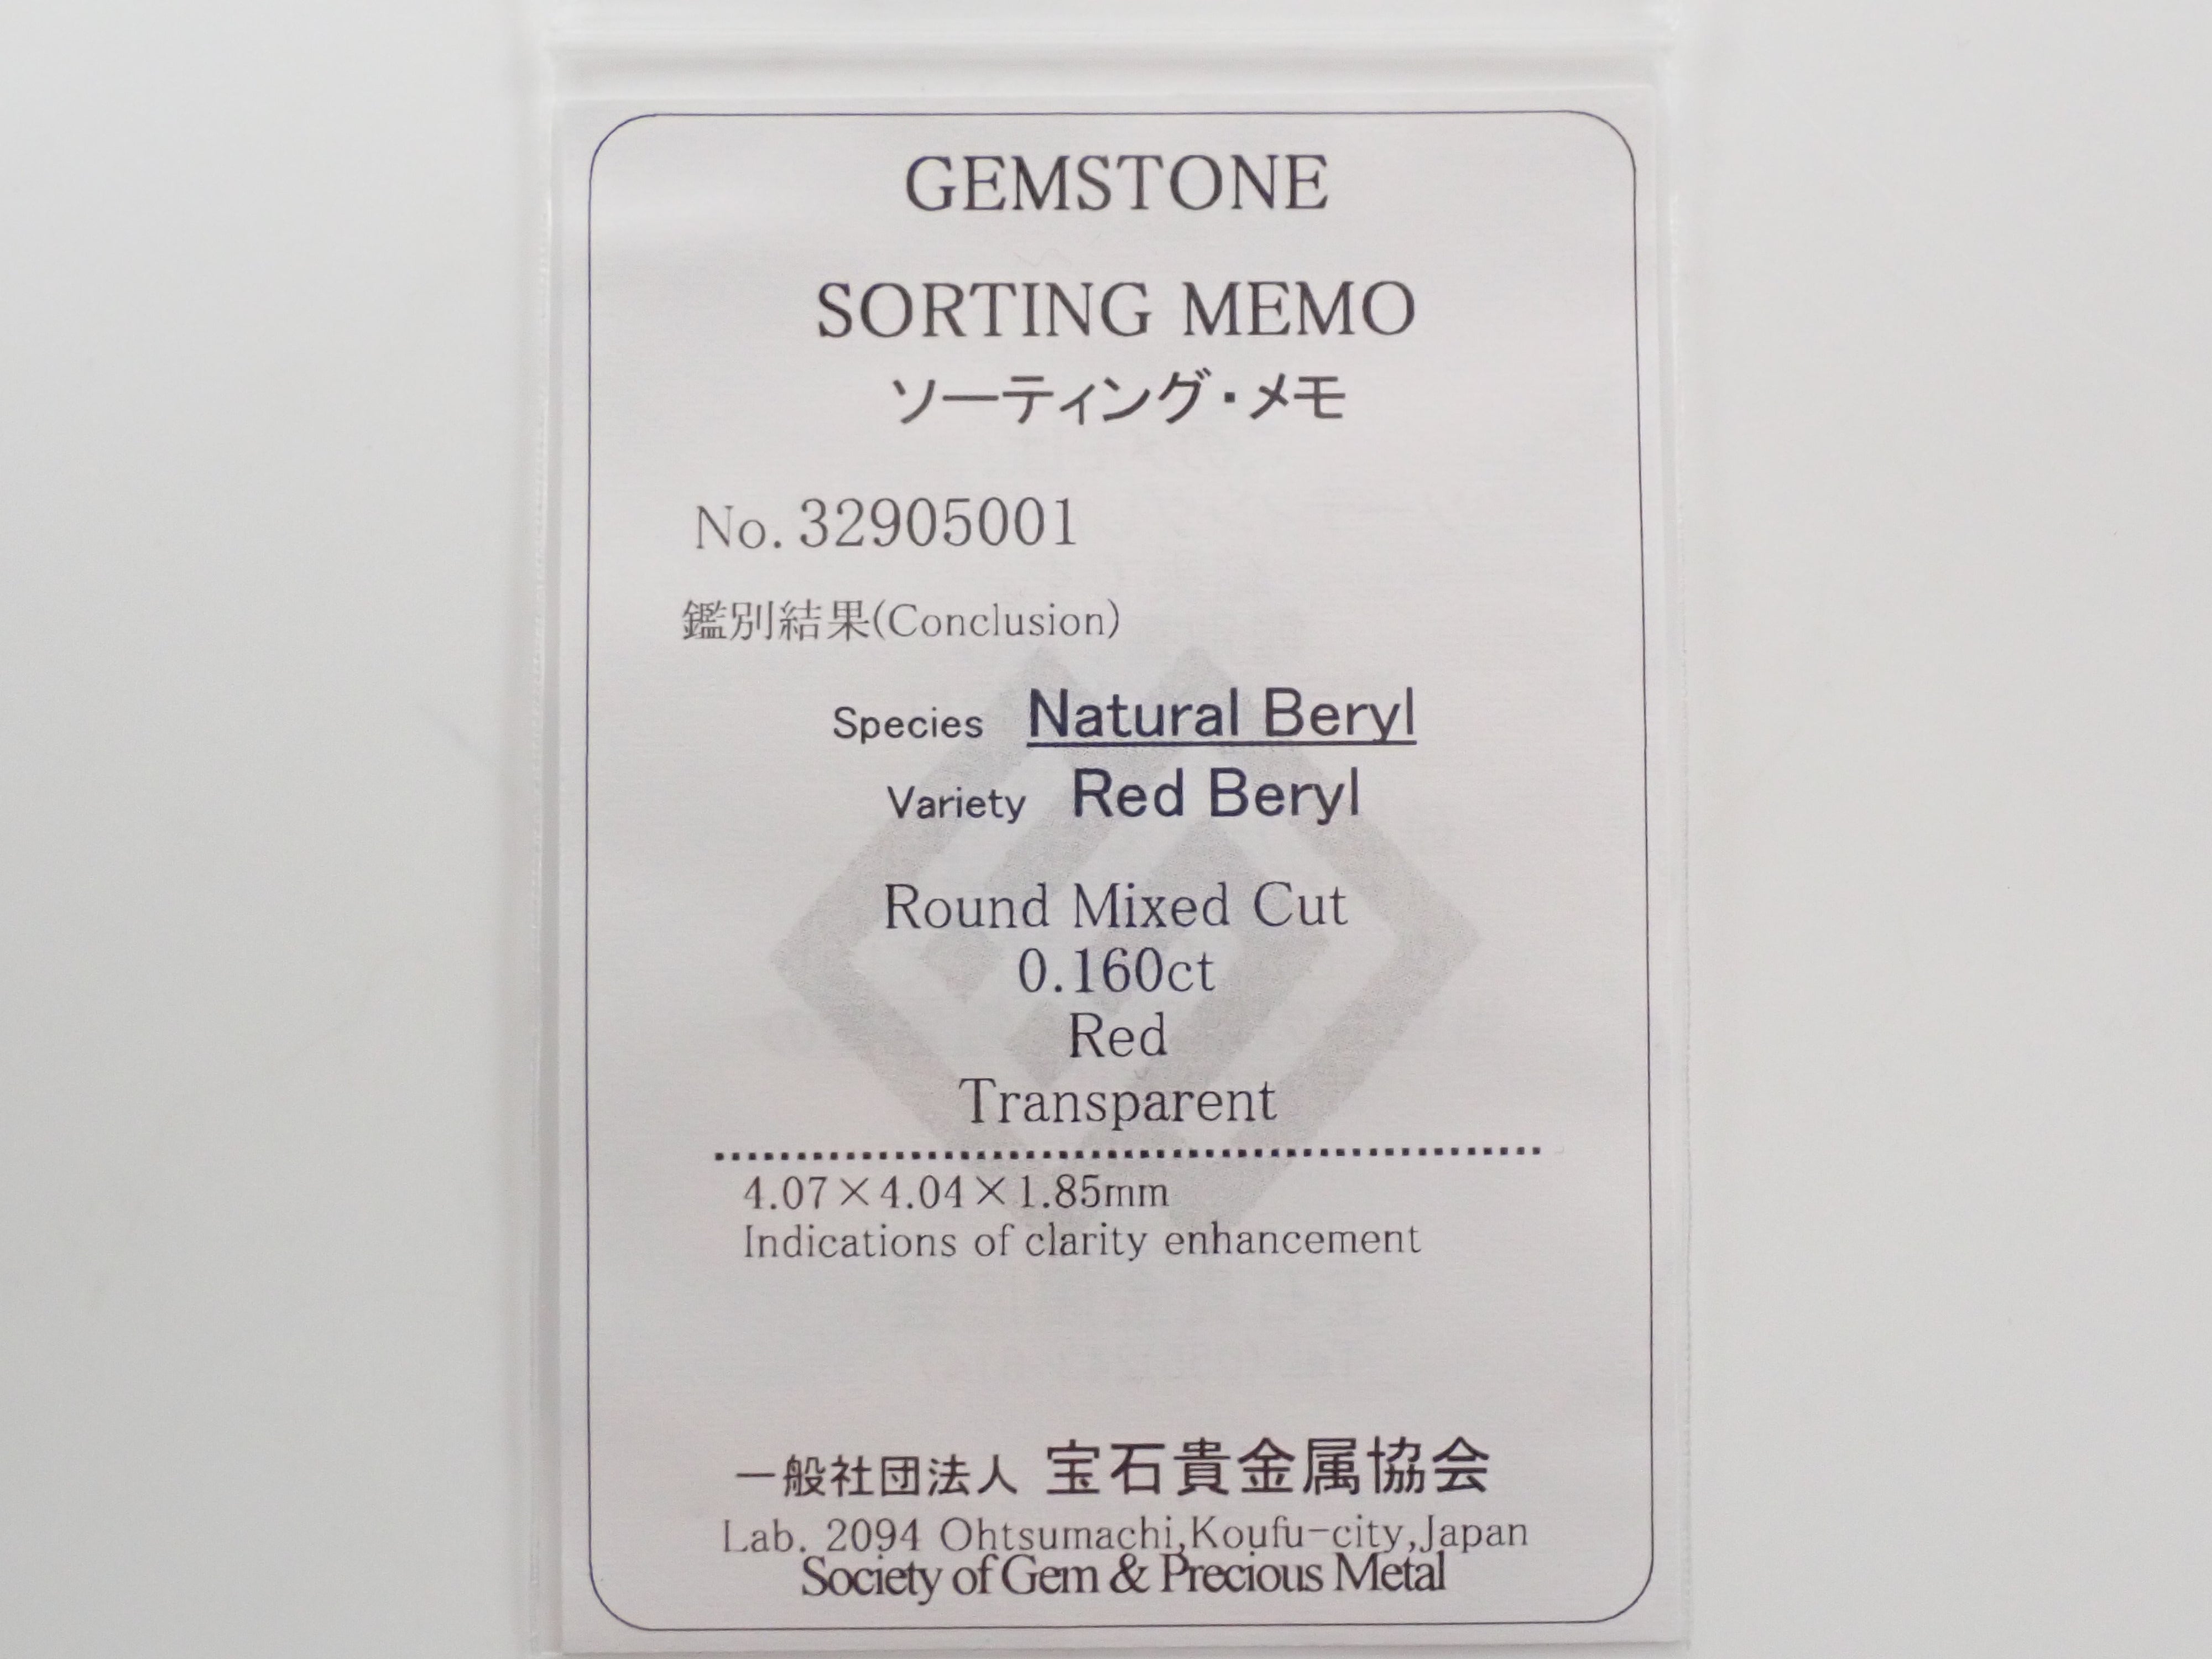 GEMSTONE
SORTING MEMO
ソーティング・メモ
No. 32905001
鑑別結果(Conclusion)
Species Natural Beryl
Variety Red Beryl
Round Mixed Cut
0.160ct
Red
Transparent
4.07×4.04×1.85mm
Indications of clarity enhancement
一般社団法人 宝石貴金属協会
Lab. 2094 Ohtsumachi,Koufu-city,Japan
Society of Gem & Precious Metal